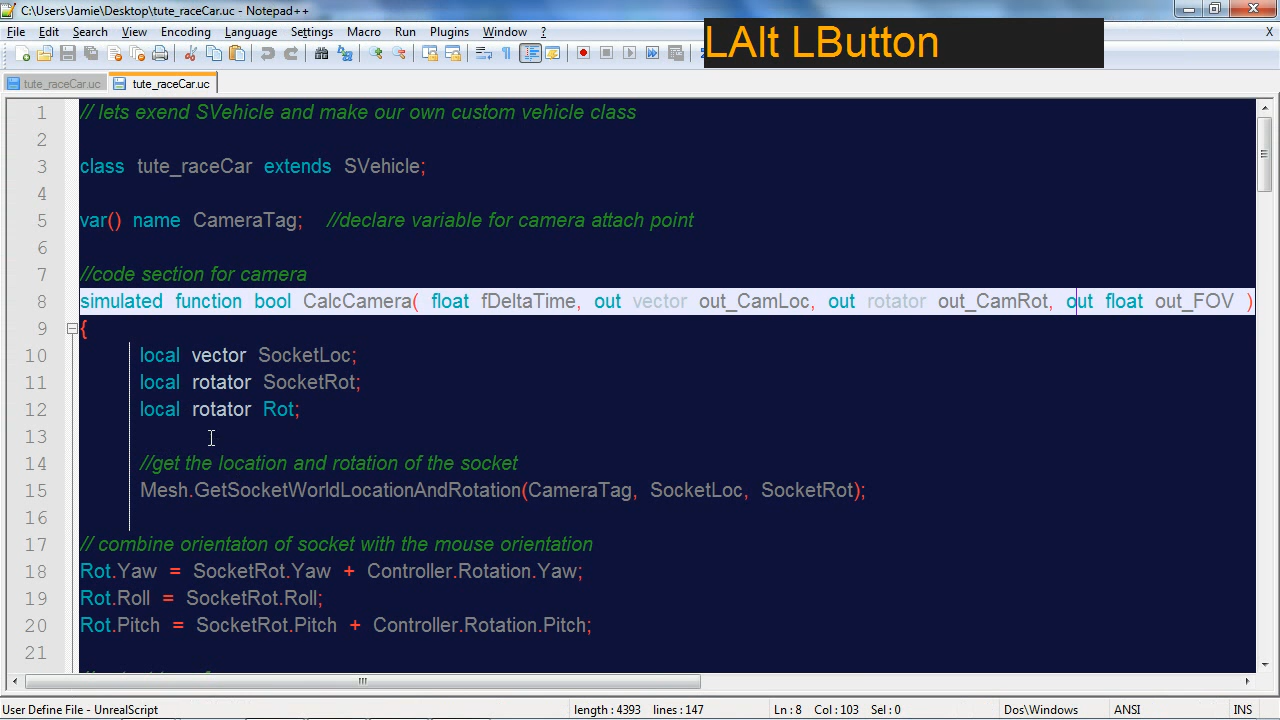 C:\Users\Jamie\Desktop\tute_raceCar.uc - Notepad++
LAlt LButton
File Edit Search View Encoding Language Settings Macro Run Plugins Window ? X
tute_raceCar.uc tute_raceCar.uc
1 // lets exend SVehicle and make our own custom vehicle class
2
3 class tute_raceCar extends SVehicle;
4
5 var() name CameraTag; //declare variable for camera attach point
6
7 //code section for camera
8 simulated function bool CalcCamera( float fDeltaTime, out vector out_CamLoc, out rotator out_CamRot, out float out_FOV )
9 {
10 local vector SocketLoc;
11 local rotator SocketRot;
12 local rotator Rot;
13
14 //get the location and rotation of the socket
15 Mesh.GetSocketWorldLocationAndRotation(CameraTag, SocketLoc, SocketRot);
16
17 // combine orientaton of socket with the mouse orientation
18 Rot.Yaw = SocketRot.Yaw + Controller.Rotation.Yaw;
19 Rot.Roll = SocketRot.Roll;
20 Rot.Pitch = SocketRot.Pitch + Controller.Rotation.Pitch;
21
User Define File - UnrealScript length : 4393 lines : 147 Ln : 8 Col : 103 Sel : 0 Dos\Windows ANSI INS